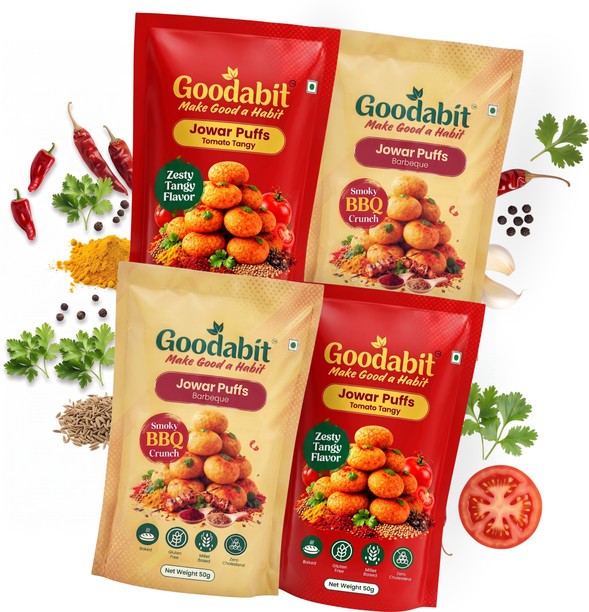 Goodabit
Make Good a Habit
Jowar Puffs
Tomato Tangy
Zesty
Tangy
Flavor
Goodabit
Make Good a Habit
Jowar Puffs
Barbeque
Smoky
BBQ
Crunch
Goodabit
Make Good a Habit
Jowar Puffs
Barbeque
Smoky
BBQ
Crunch
Baked
Gluten
Free
Millet
Based
Zero
Cholesterol
Net Weight 50g
Goodabit
Make Good a Habit
Jowar Puffs
Tomato Tangy
Zesty
Tangy
Flavor
Baked
Gluten
Free
Millet
Based
Zero
Cholesterol
Net Weight 50g